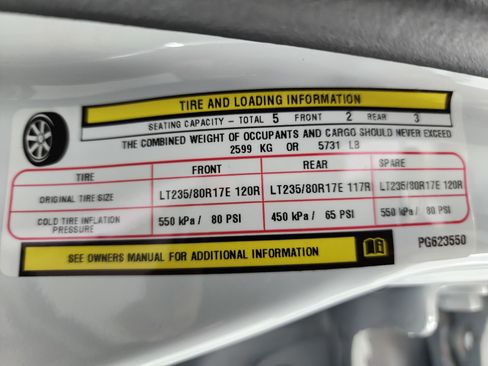 TIRE AND LOADING INFORMATION
SEATING CAPACITY - TOTAL 5 FRONT 2 REAR 3
THE COMBINED WEIGHT OF OCCUPANTS AND CARGO SHOULD NEVER EXCEED
2599 KG OR 5731 LB
TIRE FRONT REAR SPARE
ORIGINAL TIRE SIZE LT235/80R17E 120R LT235/80R17E 117R LT235/80R17E 120R
COLD TIRE INFLATION PRESSURE 550 kPa / 80 PSI 450 kPa / 65 PSI 550 kPa / 80 PSI
SEE OWNERS MANUAL FOR ADDITIONAL INFORMATION
PG623550